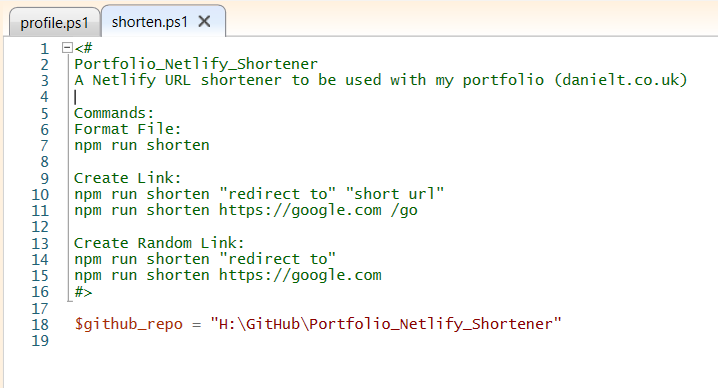 profile.ps1 shorten.ps1 X
1 <#
2 Portfolio_Netlify_Shortener
3 A Netlify URL shortener to be used with my portfolio (danielt.co.uk)
4
5 Commands:
6 Format File:
7 npm run shorten
8
9 Create Link:
10 npm run shorten "redirect to" "short url"
11 npm run shorten https://google.com /go
12
13 Create Random Link:
14 npm run shorten "redirect to"
15 npm run shorten https://google.com
16 #>
17
18 $github_repo = "H:\GitHub\Portfolio_Netlify_Shortener"
19